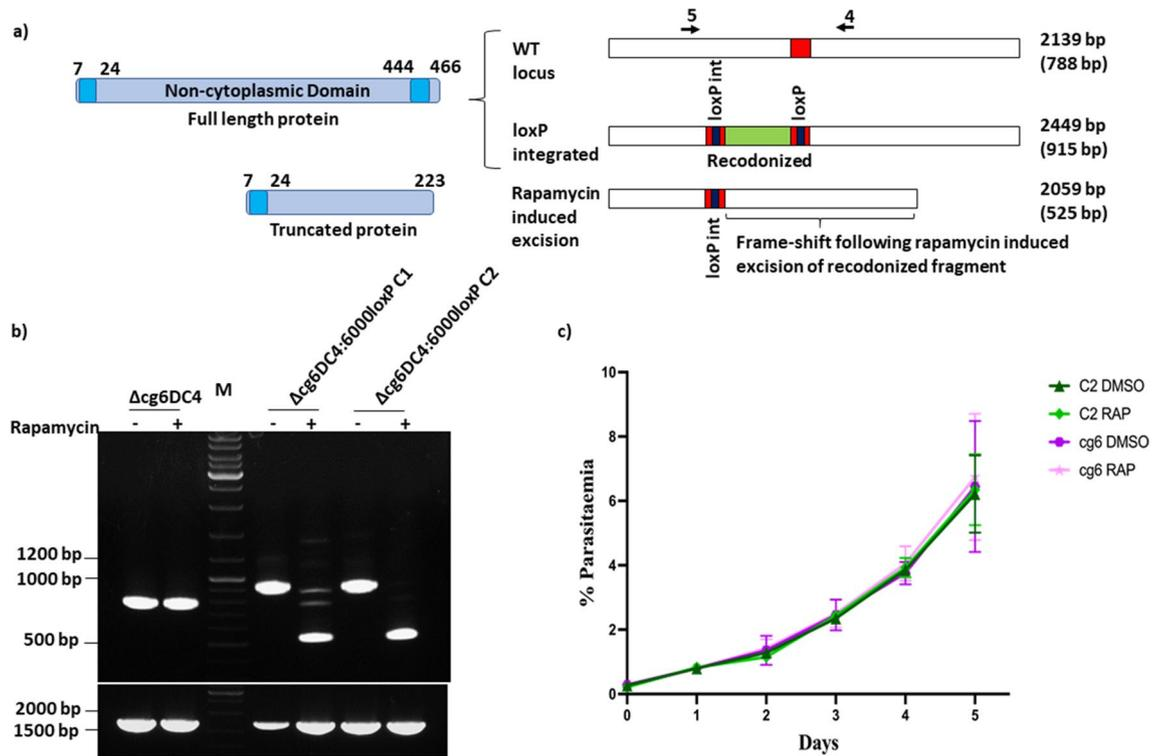 a)
7 24 444 466
Non-cytoplasmic Domain
Full length protein
7 24 223
Truncated protein
5 4
WT
locus
2139 bp
(788 bp)
loxP int
loxP
loxP
integrated
Recodonized
2449 bp
(915 bp)
Rapamycin
induced
excision
loxP int
2059 bp
(525 bp)
Frame-shift following rapamycin induced
excision of recodonized fragment
b)
Δcg6DC4
M
Δcg6DC4:6000loxP C1
Δcg6DC4:6000loxP C2
Rapamycin - + - + - +
1200 bp
1000 bp
500 bp
2000 bp
1500 bp
c)
% Parasitaemia
10
8
6
4
2
0
0 1 2 3 4 5
Days
C2 DMSO
C2 RAP
cg6 DMSO
cg6 RAP